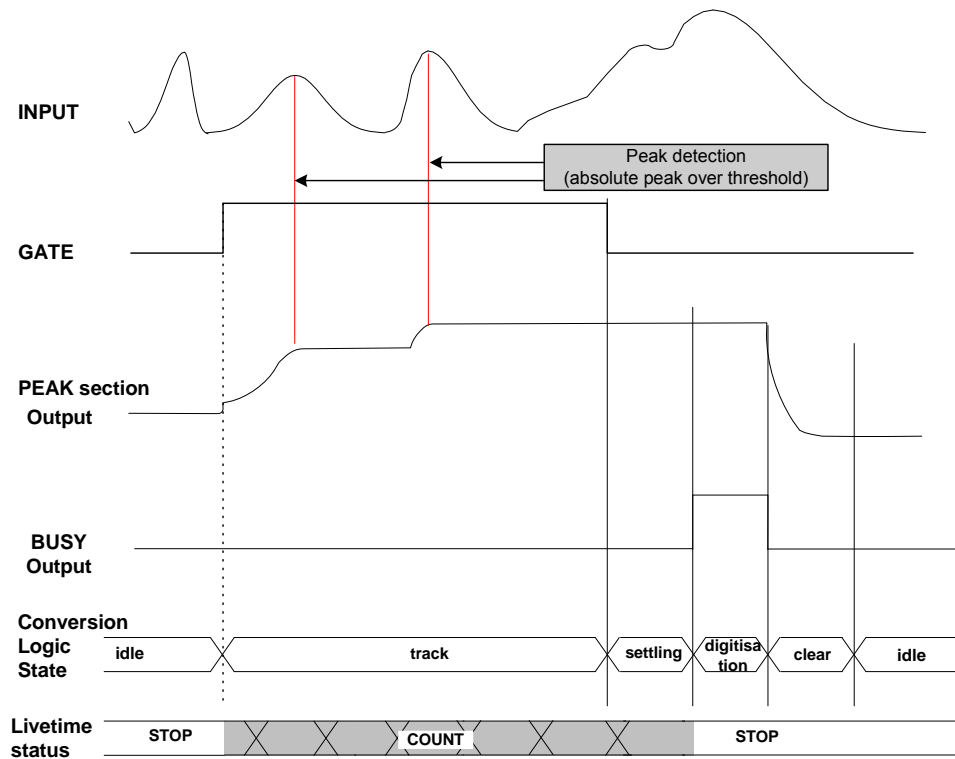 INPUT
Peak detection
(absolute peak over threshold)
GATE
PEAK section
Output
BUSY
Output
Conversion
Logic
State
idle
track
settling
digitisa
tion
clear
idle
Livetime
status
STOP
COUNT
STOP